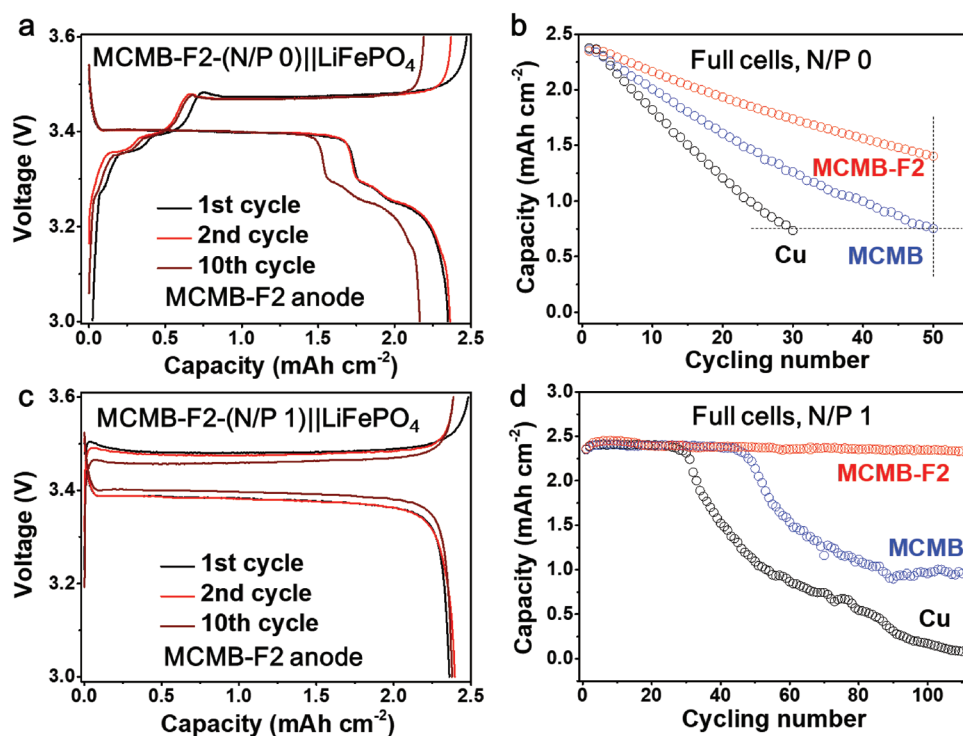 a
MCMB-F2-(N/P 0)||LiFePO4
3.6
3.4
3.2
3.0
Voltage (V)
1st cycle
2nd cycle
10th cycle
MCMB-F2 anode
0.0 0.5 1.0 1.5 2.0 2.5
Capacity (mAh cm-2)
b
Full cells, N/P 0
2.5
2.0
1.5
1.0
0.5
0.0
Capacity (mAh cm-2)
MCMB-F2
MCMB
Cu
0 10 20 30 40 50
Cycling number
c
MCMB-F2-(N/P 1)||LiFePO4
3.6
3.4
3.2
3.0
Voltage (V)
1st cycle
2nd cycle
10th cycle
MCMB-F2 anode
0.0 0.5 1.0 1.5 2.0 2.5
Capacity (mAh cm-2)
d
Full cells, N/P 1
3.0
2.5
2.0
1.5
1.0
0.5
0.0
Capacity (mAh cm-2)
MCMB-F2
MCMB
Cu
0 20 40 60 80 100
Cycling number